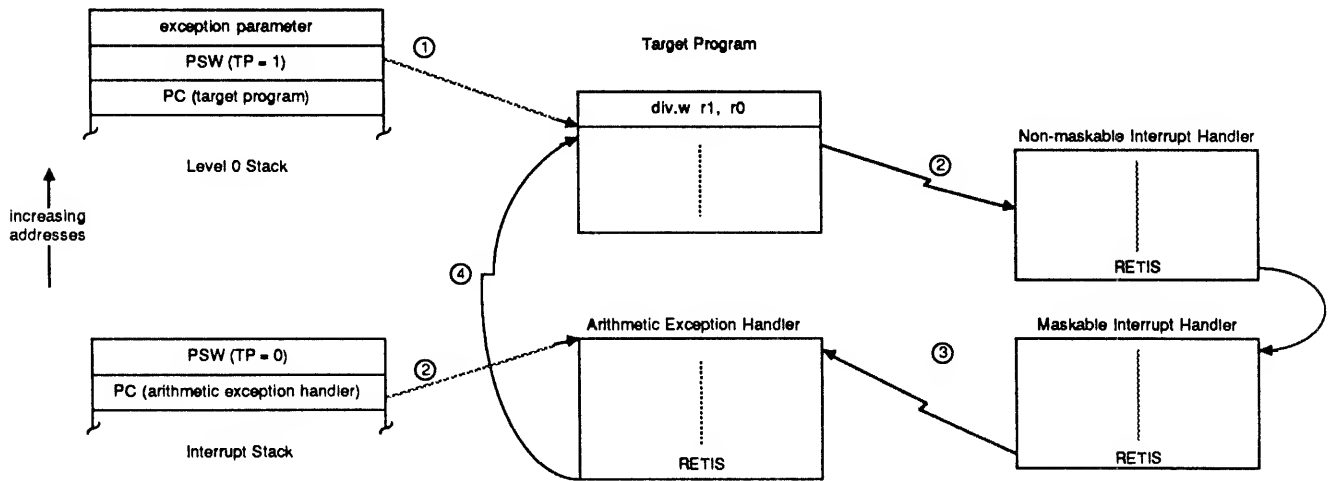 exception parameter
PSW (TP = 1)
PC (target program)
Level 0 Stack
increasing
addresses
①
Target Program
div.w r1, r0
②
Non-maskable Interrupt Handler
RETIS
④
PSW (TP = 0)
PC (arithmetic exception handler)
Interrupt Stack
②
Arithmetic Exception Handler
RETIS
③
Maskable Interrupt Handler
RETIS